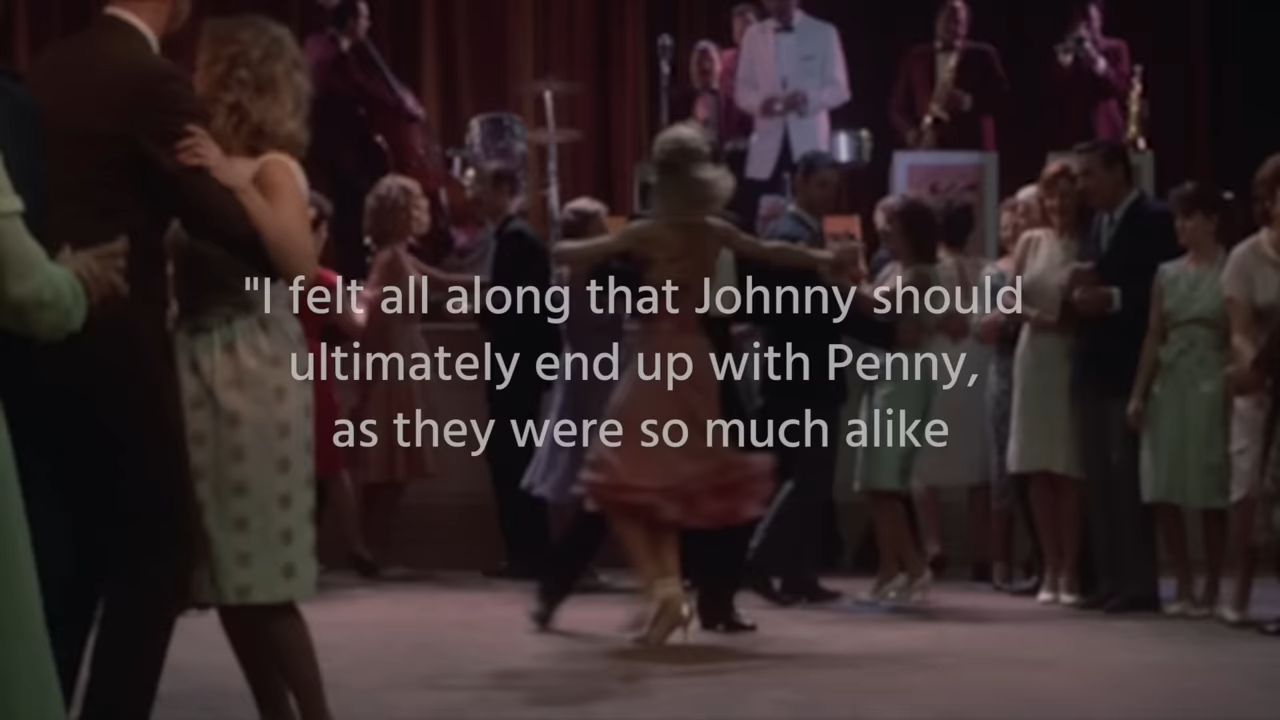 "I felt all along that Johnny should
ultimately end up with Penny,
as they were so much alike